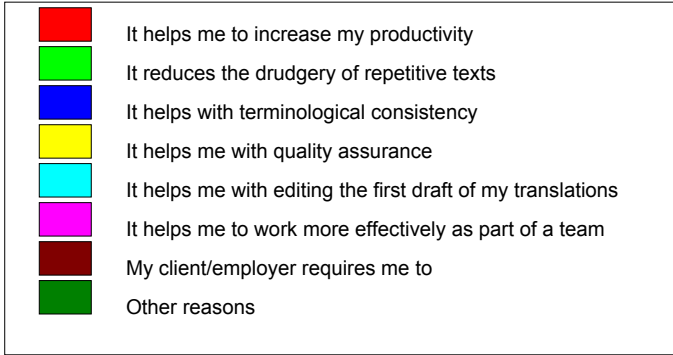 It helps me to increase my productivity
It reduces the drudgery of repetitive texts
It helps with terminological consistency
It helps me with quality assurance
It helps me with editing the first draft of my translations
It helps me to work more effectively as part of a team
My client/employer requires me to
Other reasons